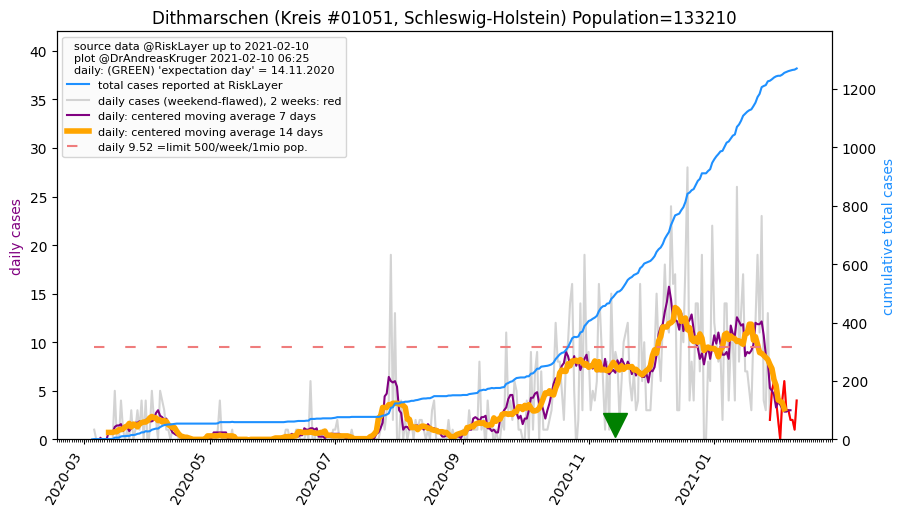 Dithmarschen (Kreis #01051, Schleswig-Holstein) Population=133210
source data @RiskLayer up to 2021-02-10
plot @DrAndreasKruger 2021-02-10 06:25
daily: (GREEN) 'expectation day' = 14.11.2020
total cases reported at RiskLayer
daily cases (weekend-flawed), 2 weeks: red
daily: centered moving average 7 days
daily: centered moving average 14 days
daily 9.52 =limit 500/week/1mio pop.
daily cases
40
35
30
25
20
15
10
5
0
cumulative total cases
1200
1000
800
600
400
200
0
2020-03
2020-05
2020-07
2020-09
2020-11
2021-01